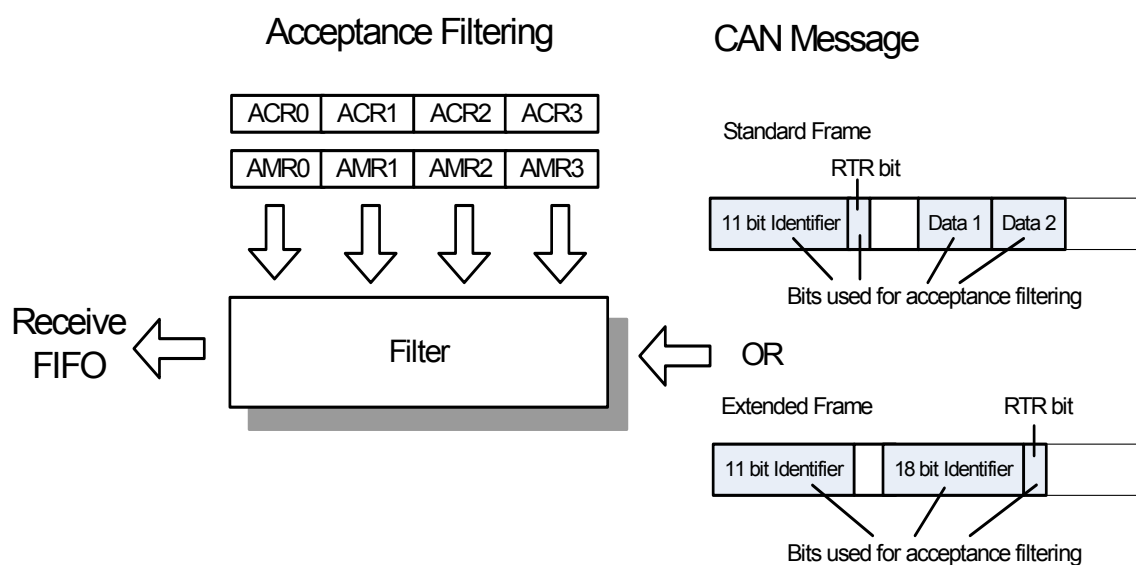 Acceptance Filtering
ACR0 ACR1 ACR2 ACR3
AMR0 AMR1 AMR2 AMR3
Filter
Receive
FIFO
CAN Message
Standard Frame
RTR bit
11 bit Identifier
Data 1
Data 2
Bits used for acceptance filtering
OR
Extended Frame
RTR bit
11 bit Identifier
18 bit Identifier
Bits used for acceptance filtering